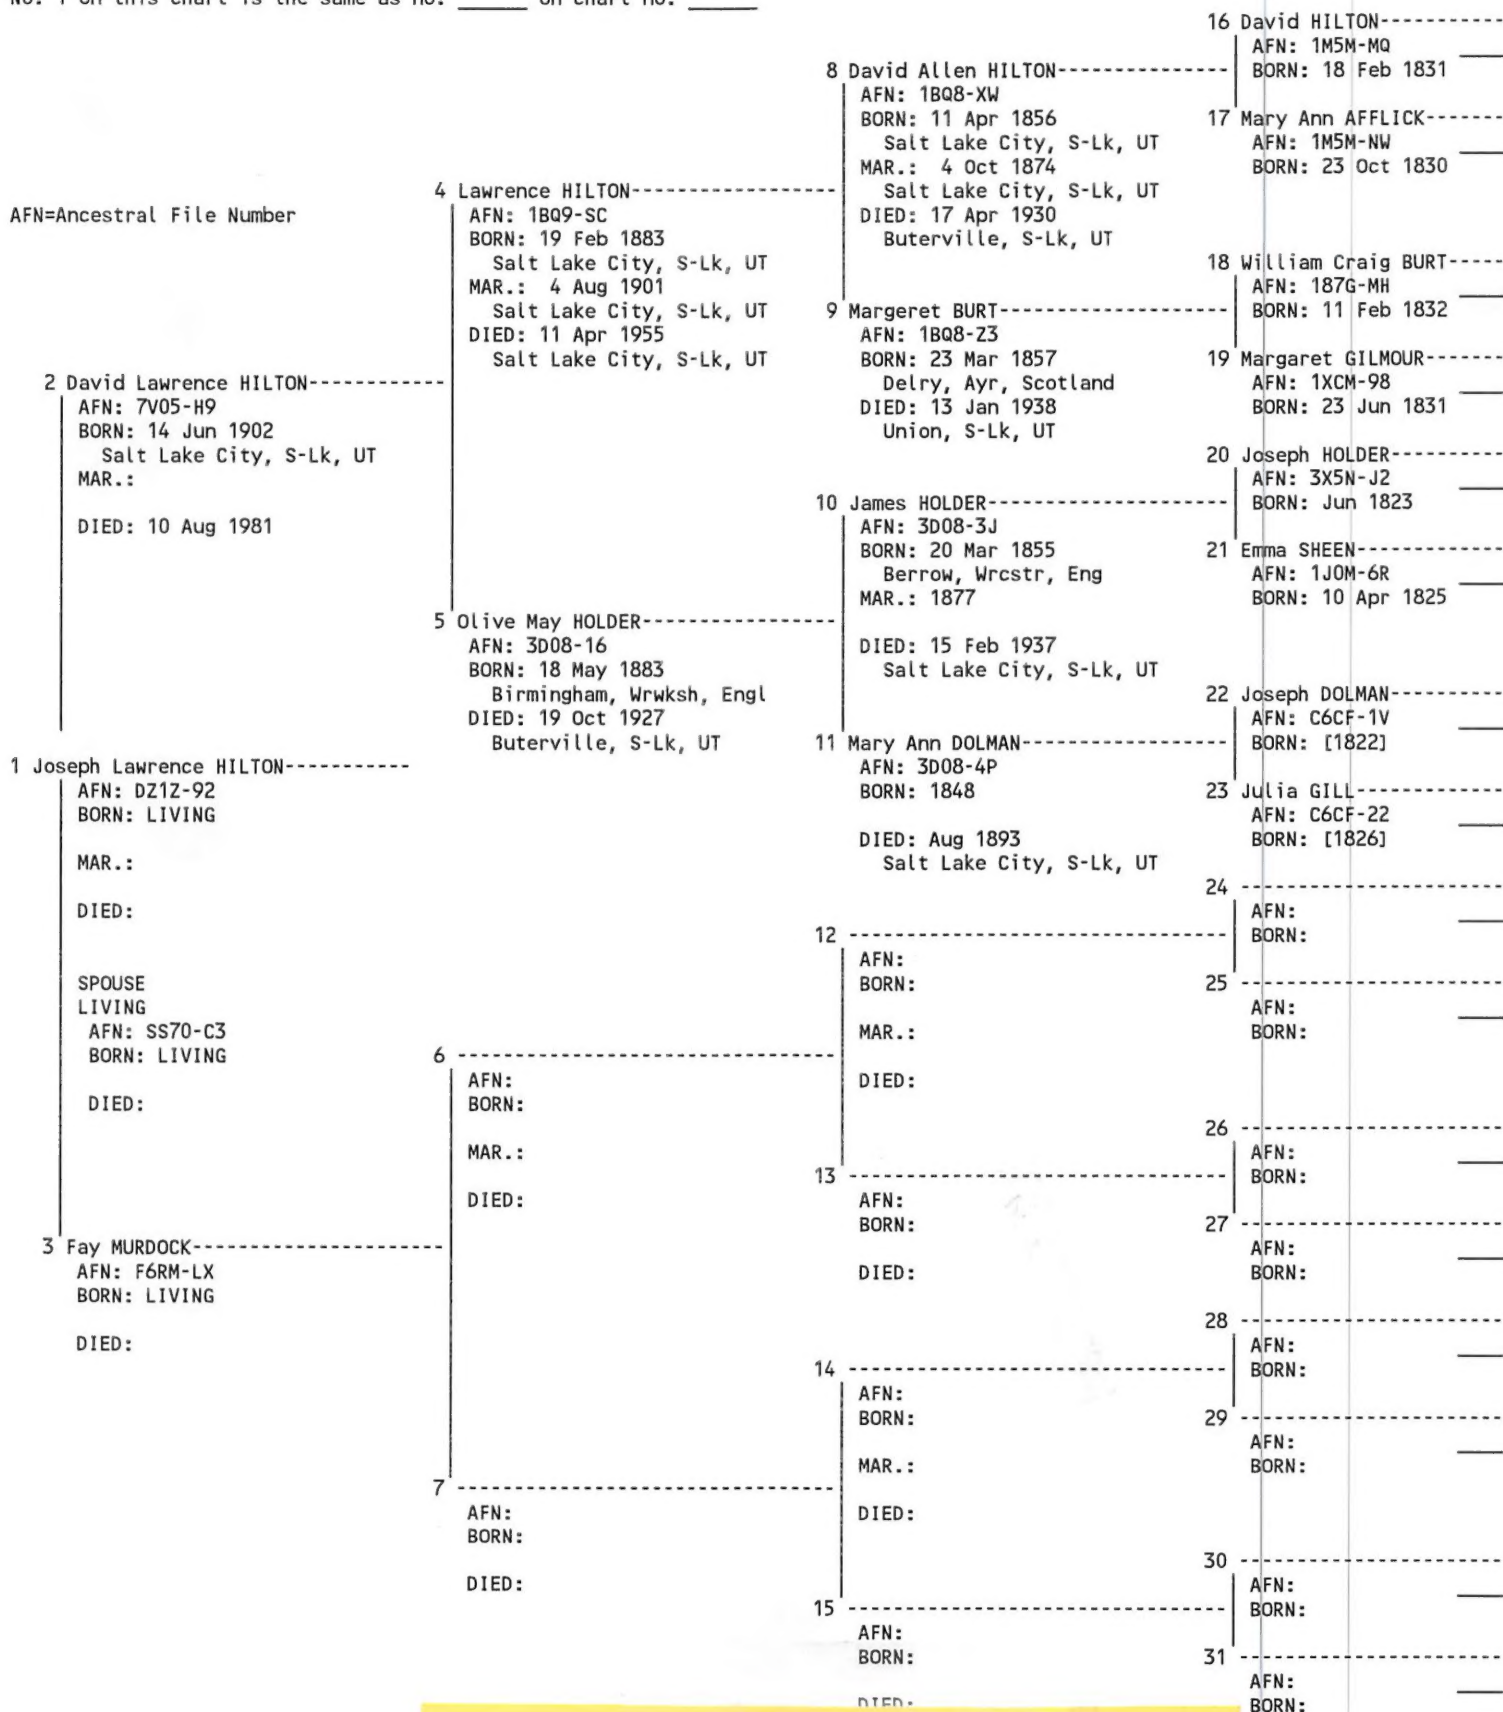 No. 1 on this chart is the same as no. ______ on chart no. ______
AFN=Ancestral File Number
1 Joseph Lawrence HILTON-----------
AFN: DZ1Z-92
BORN: LIVING
MAR.:
DIED:
SPOUSE
LIVING
AFN: SS70-C3
BORN: LIVING
DIED:
2 David Lawrence HILTON------------
AFN: 7V05-H9
BORN: 14 Jun 1902
Salt Lake City, S-Lk, UT
MAR.:
DIED: 10 Aug 1981
3 Fay MURDOCK----------------------
AFN: F6RM-LX
BORN: LIVING
DIED:
4 Lawrence HILTON------------------
AFN: 1BQ9-SC
BORN: 19 Feb 1883
Salt Lake City, S-Lk, UT
MAR.: 4 Aug 1901
Salt Lake City, S-Lk, UT
DIED: 11 Apr 1955
Salt Lake City, S-Lk, UT
5 Olive May HOLDER-----------------
AFN: 3D08-16
BORN: 18 May 1883
Birmingham, Wrwksh, Engl
DIED: 19 Oct 1927
Buterville, S-Lk, UT
6 ---------------------------------
AFN:
BORN:
MAR.:
DIED:
7 ---------------------------------
AFN:
BORN:
DIED:
8 David Allen HILTON---------------
AFN: 1BQ8-XW
BORN: 11 Apr 1856
Salt Lake City, S-Lk, UT
MAR.: 4 Oct 1874
Salt Lake City, S-Lk, UT
DIED: 17 Apr 1930
Buterville, S-Lk, UT
9 Margeret BURT--------------------
AFN: 1BQ8-Z3
BORN: 23 Mar 1857
Delry, Ayr, Scotland
DIED: 13 Jan 1938
Union, S-Lk, UT
10 James HOLDER---------------------
AFN: 3D08-3J
BORN: 20 Mar 1855
Berrow, Wrcstr, Eng
MAR.: 1877
DIED: 15 Feb 1937
Salt Lake City, S-Lk, UT
11 Mary Ann DOLMAN------------------
AFN: 3D08-4P
BORN: 1848
DIED: Aug 1893
Salt Lake City, S-Lk, UT
12 ---------------------------------
AFN:
BORN:
MAR.:
DIED:
13 ---------------------------------
AFN:
BORN:
DIED:
14 ---------------------------------
AFN:
BORN:
MAR.:
DIED:
15 ---------------------------------
AFN:
BORN:
DIED:
16 David HILTON----------
AFN: 1M5M-MQ
BORN: 18 Feb 1831
17 Mary Ann AFFLICK-------
AFN: 1M5M-NW
BORN: 23 Oct 1830
18 William Craig BURT-----
AFN: 187G-MH
BORN: 11 Feb 1832
19 Margaret GILMOUR-------
AFN: 1XCM-98
BORN: 23 Jun 1831
20 Joseph HOLDER----------
AFN: 3X5N-J2
BORN: Jun 1823
21 Emma SHEEN-------------
AFN: 1J0M-6R
BORN: 10 Apr 1825
22 Joseph DOLMAN----------
AFN: C6CF-1V
BORN: [1822]
23 Julia GILL-------------
AFN: C6CF-22
BORN: [1826]
24 -----------------------
AFN:
BORN:
25 -----------------------
AFN:
BORN:
26 -----------------------
AFN:
BORN:
27 -----------------------
AFN:
BORN:
28 -----------------------
AFN:
BORN:
29 -----------------------
AFN:
BORN:
30 -----------------------
AFN:
BORN:
31 -----------------------
AFN:
BORN: